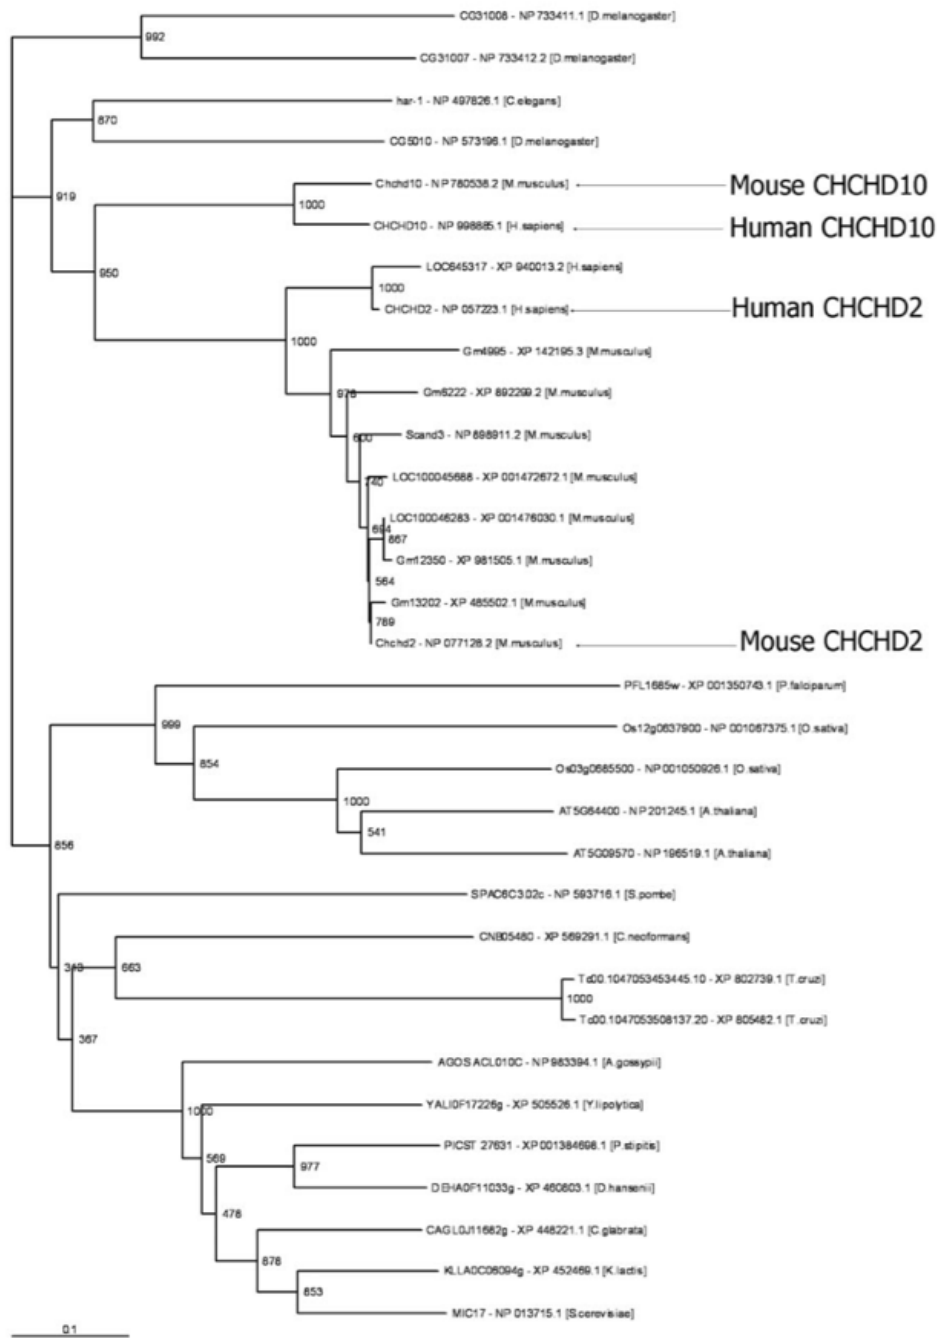 CG31008 - NP 733411.1 [D.melanogaster]
992
CG31007 - NP 733412.2 [D.melanogaster]
har-1 - NP 497826.1 [C.elegans]
870
CG5010 - NP 573196.1 [D.melanogaster]
Chchd10 - NP 780538.2 [M.musculus] Mouse CHCHD10
919
1000
CHCHD10 - NP 998885.1 [H.sapiens] Human CHCHD10
LOC645317 - XP 940013.2 [H.sapiens]
950
1000
CHCHD2 - NP 057223.1 [H.sapiens] Human CHCHD2
1000
Gm4995 - XP 142195.3 [M.musculus]
Gm6222 - XP 892299.2 [M.musculus]
976
Scand3 - NP 898911.2 [M.musculus]
600
LOC100045688 - XP 001472672.1 [M.musculus]
740
LOC100046283 - XP 001476030.1 [M.musculus]
694
867
Gm12350 - XP 981505.1 [M.musculus]
564
Gm13202 - XP 485502.1 [M.musculus]
789
Chchd2 - NP 077128.2 [M.musculus] Mouse CHCHD2
PFL1685w - XP 001350743.1 [P.falciparum]
999
Os12g0637900 - NP 001067375.1 [O.sativa]
854
Os03g0685500 - NP 001050926.1 [O.sativa]
1000
AT5G64400 - NP 201245.1 [A.thaliana]
541
856
AT5G09570 - NP 196519.1 [A.thaliana]
SPAC6C3.02c - NP 593716.1 [S.pombe]
CNB05480 - XP 569291.1 [C.neoformans]
343
663
Tc00.1047053453445.10 - XP 802739.1 [T.cruzi]
1000
Tc00.1047053508137.20 - XP 805482.1 [T.cruzi]
367
AGOS ACL010C - NP 983394.1 [A.gossypii]
YALI0F17226g - XP 505526.1 [Y.lipolytica]
1000
PICST 27631 - XP 001384698.1 [P.stipitis]
569
977
DEHA0F11033g - XP 460803.1 [D.hansenii]
478
CAGL0J11682g - XP 448221.1 [C.glabrata]
878
KLLA0C06094g - XP 452469.1 [K.lactis]
853
MIC17 - NP 013715.1 [S.cerevisiae]
0.1